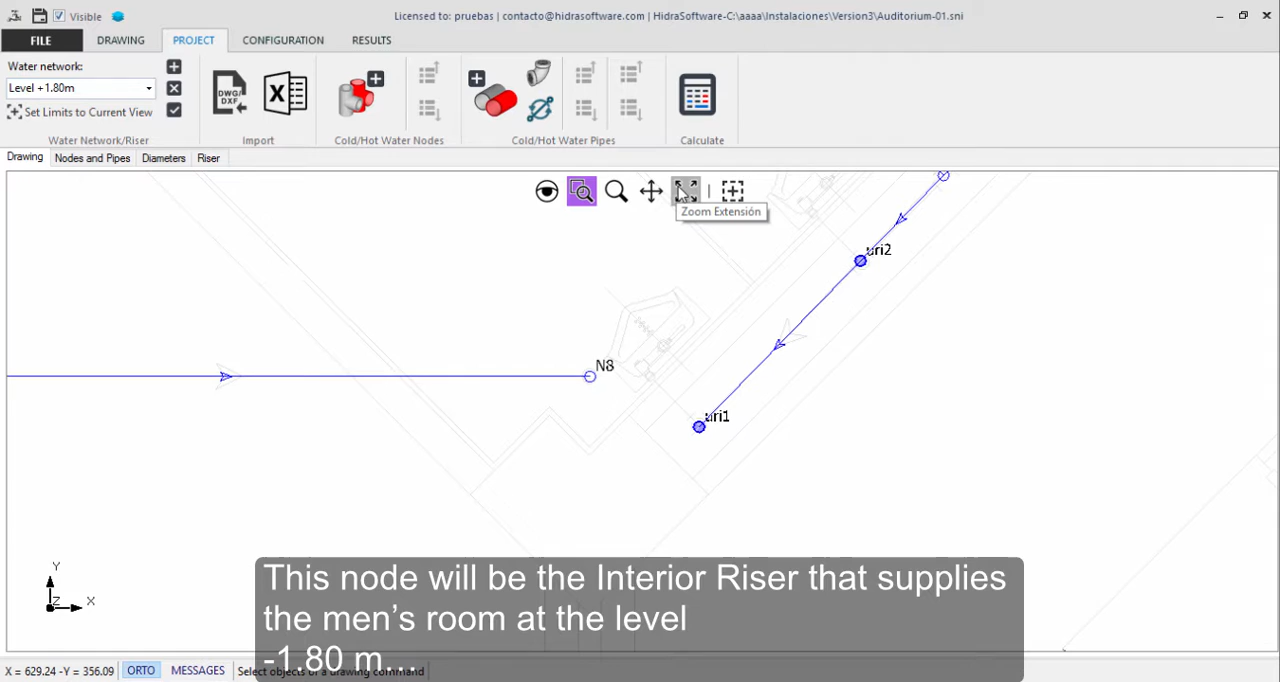 Visible
Licensed to: pruebas | contacto@hidrasoftware.com | HidraSoftware-C:\aaaa\Instalaciones\Version3\Auditorium-01.sni
FILE DRAWING PROJECT CONFIGURATION RESULTS
Water network:
Level +1.80m
Set Limits to Current View
DWG/
DXF
X
Water Network/Riser Import Cold/Hot Water Nodes Cold/Hot Water Pipes Calculate
Drawing Nodes and Pipes Diameters Riser
Zoom Extensión
uri2
N8
uri1
Y
Z
X
This node will be the Interior Riser that supplies
the men’s room at the level
-1.80 m…
X = 629.24 -Y = 356.09 ORTO MESSAGES Select objects or a drawing command